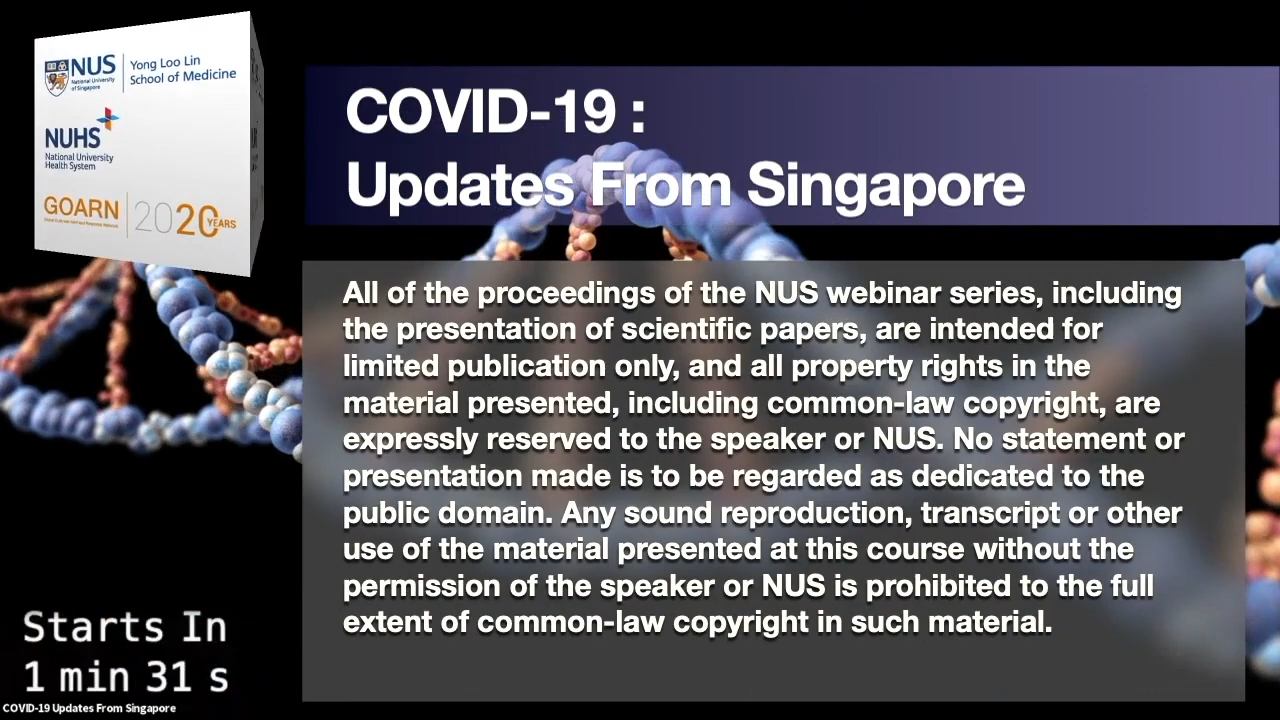 NUS
National University
of Singapore
Yong Loo Lin
School of Medicine
NUHS
National University
Health System
GOARN
2020
YEARS
COVID-19 :
Updates From Singapore
All of the proceedings of the NUS webinar series, including
the presentation of scientific papers, are intended for
limited publication only, and all property rights in the
material presented, including common-law copyright, are
expressly reserved to the speaker or NUS. No statement or
presentation made is to be regarded as dedicated to the
public domain. Any sound reproduction, transcript or other
use of the material presented at this course without the
permission of the speaker or NUS is prohibited to the full
extent of common-law copyright in such material.
Starts In
1 min 31 s
COVID-19 Updates From Singapore